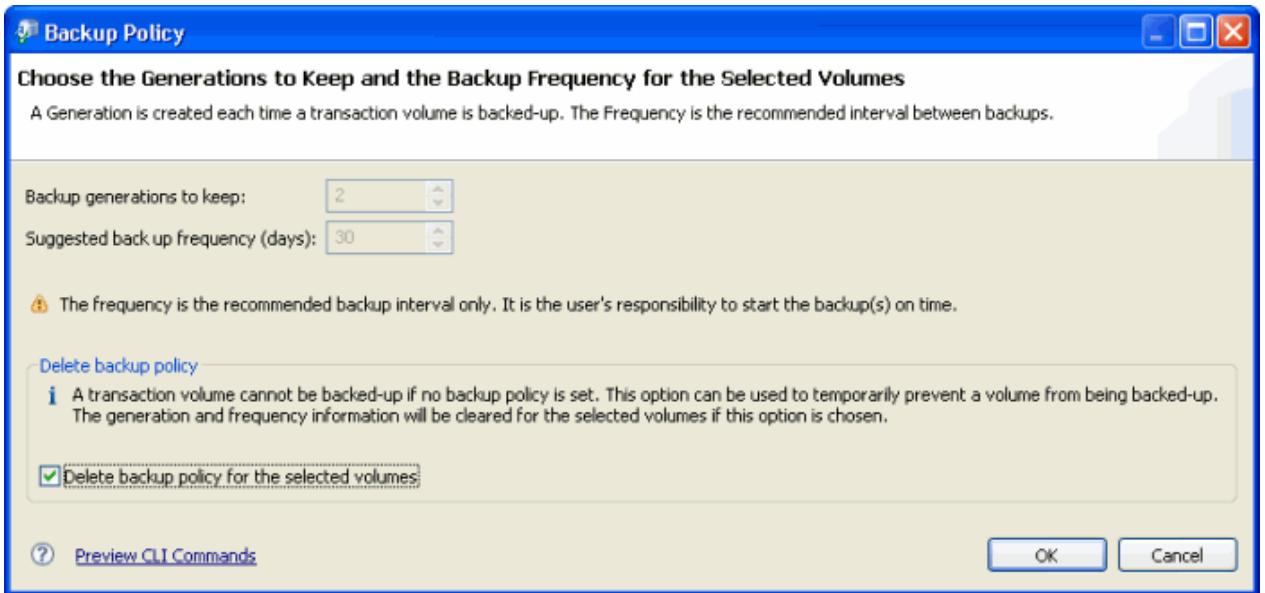 Backup Policy
Choose the Generations to Keep and the Backup Frequency for the Selected Volumes
A Generation is created each time a transaction volume is backed-up. The Frequency is the recommended interval between backups.
Backup generations to keep: 2
Suggested back up frequency (days): 30
The frequency is the recommended backup interval only. It is the user's responsibility to start the backup(s) on time.
Delete backup policy
i A transaction volume cannot be backed-up if no backup policy is set. This option can be used to temporarily prevent a volume from being backed-up.
The generation and frequency information will be cleared for the selected volumes if this option is chosen.
Delete backup policy for the selected volumes
? Preview CLI Commands OK Cancel